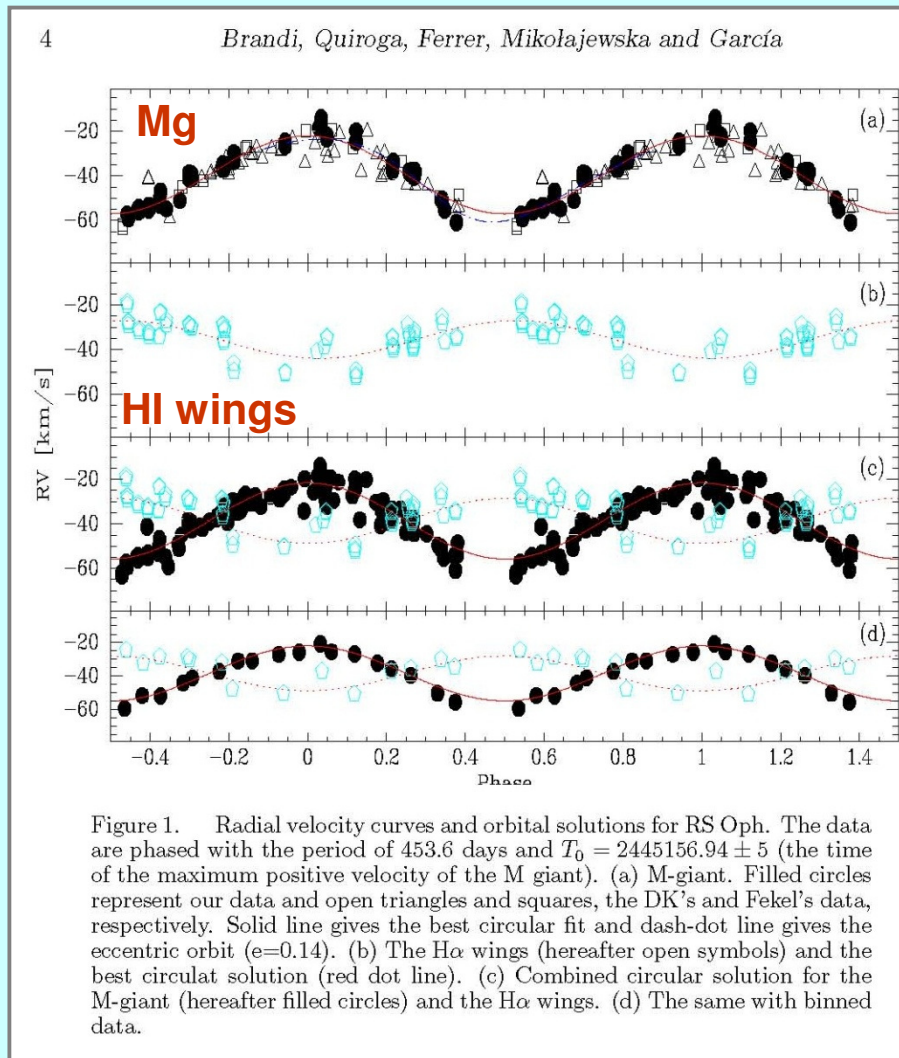 4 Brandi, Quiroga, Ferrer, Mikołajewska and García
Mg
(a)
−20
−40
−60
(b)
−20
−40
−60
HI wings
RV [km/s]
(c)
−20
−40
−60
(d)
−20
−40
−60
−0.4 −0.2 0 0.2 0.4 0.6 0.8 1 1.2 1.4
Phase
Figure 1. Radial velocity curves and orbital solutions for RS Oph. The data
are phased with the period of 453.6 days and T₀ = 2445156.94 ± 5 (the time
of the maximum positive velocity of the M giant). (a) M-giant. Filled circles
represent our data and open triangles and squares, the DK's and Fekel's data,
respectively. Solid line gives the best circular fit and dash-dot line gives the
eccentric orbit (e=0.14). (b) The Hα wings (hereafter open symbols) and the
best circulat solution (red dot line). (c) Combined circular solution for the
M-giant (hereafter filled circles) and the Hα wings. (d) The same with binned
data.